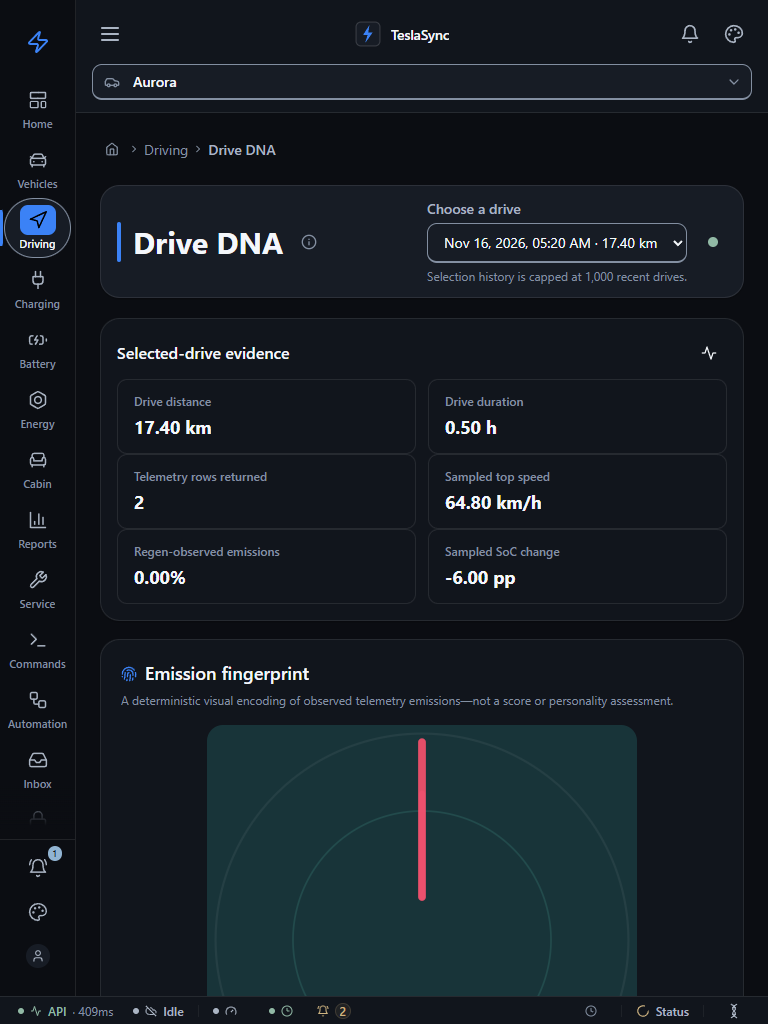 TeslaSync
Aurora
Home
Vehicles
Driving
Charging
Battery
Energy
Cabin
Reports
Service
Commands
Automation
Inbox
1
Driving
Drive DNA
Drive DNA
Choose a drive
Nov 16, 2026, 05:20 AM · 17.40 km
Selection history is capped at 1,000 recent drives.
Selected-drive evidence
Drive distance
17.40 km
Drive duration
0.50 h
Telemetry rows returned
2
Sampled top speed
64.80 km/h
Regen-observed emissions
0.00%
Sampled SoC change
-6.00 pp
Emission fingerprint
A deterministic visual encoding of observed telemetry emissions—not a score or personality assessment.
API · 409ms
Idle
2
Status